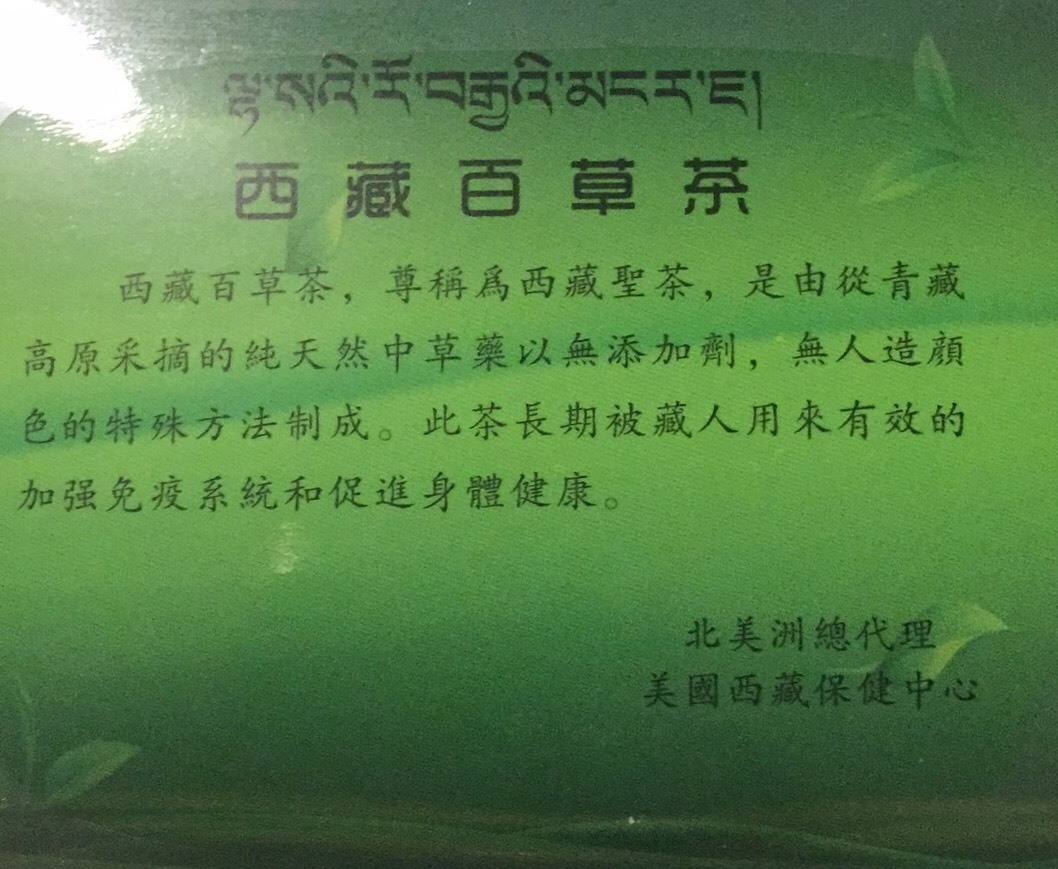 ལྷ་སའི་རོ་བརྒྱའི་མངར་ཇ།
西藏百草茶
西藏百草茶，尊稱爲西藏聖茶，是由從青藏
高原采摘的純天然中草藥以無添加劑，無人造顔
色的特殊方法制成。此茶長期被藏人用來有效的
加强免疫系統和促進身體健康。
北美洲總代理
美國西藏保健中心